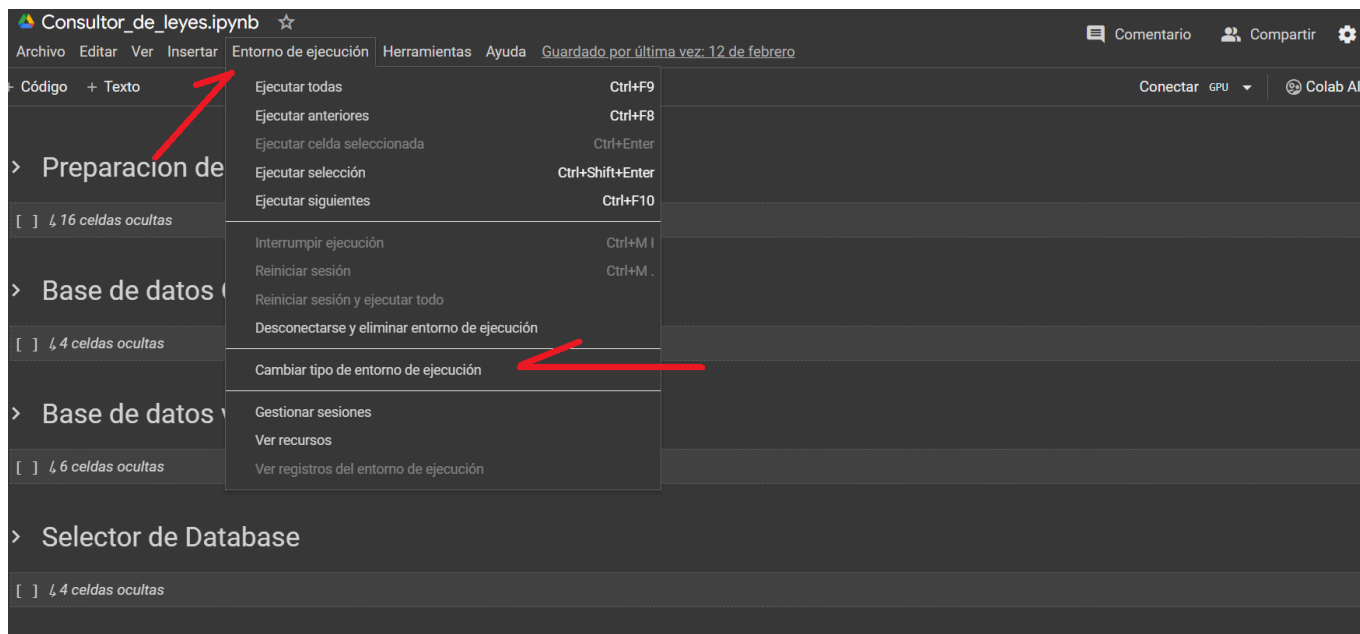 Consultor_de_leyes.ipynb
Comentario Compartir
Archivo Editar Ver Insertar Entorno de ejecución Herramientas Ayuda Guardado por última vez: 12 de febrero
+ Código + Texto
Conectar GPU Colab AI
Ejecutar todas Ctrl+F9
Ejecutar anteriores Ctrl+F8
Ejecutar celda seleccionada Ctrl+Enter
Ejecutar selección Ctrl+Shift+Enter
Ejecutar siguientes Ctrl+F10
Interrumpir ejecución Ctrl+M I
Reiniciar sesión Ctrl+M .
Reiniciar sesión y ejecutar todo
Desconectarse y eliminar entorno de ejecución
Cambiar tipo de entorno de ejecución
Gestionar sesiones
Ver recursos
Ver registros del entorno de ejecución
Preparacion de
[ ] ↳ 16 celdas ocultas
Base de datos
[ ] ↳ 4 celdas ocultas
Base de datos
[ ] ↳ 6 celdas ocultas
Selector de Database
[ ] ↳ 4 celdas ocultas